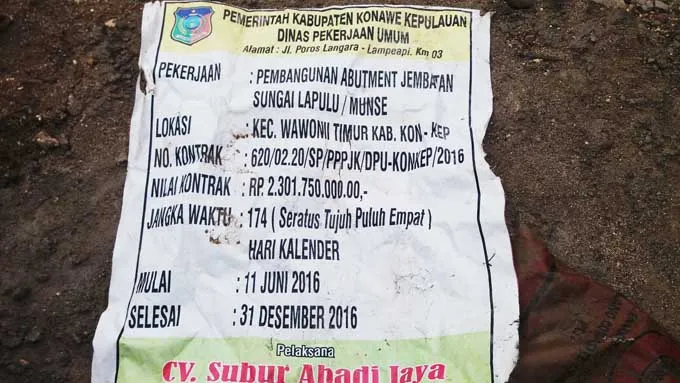 PEMERINTAH KABUPATEN KONAWE KEPULAUAN
DINAS PEKERJAAN UMUM
Alamat : Jl. Poros Langara - Lampeapi. Km 03
PEKERJAAN : PEMBANGUNAN ABUTMENT JEMBATAN
SUNGAI LAPULU / MUNSE
LOKASI : KEC. WAWONII TIMUR KAB. KON - KEP
NO. KONTRAK : 620/02.20/SP/PPPJK/DPU-KONKEP/2016
NILAI KONTRAK : RP. 2.301.750.000.00,-
JANGKA WAKTU : 174 ( Seratus Tujuh Puluh Empat )
HARI KALENDER
MULAI : 11 JUNI 2016
SELESAI : 31 DESEMBER 2016
Pelaksana
CV. Subur Abadi Jaya